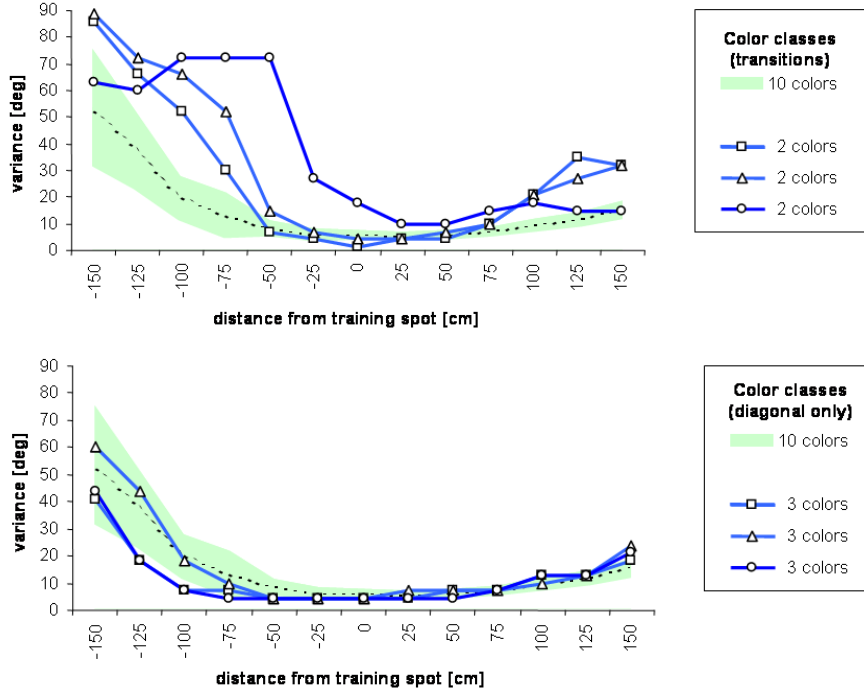 90
80
70
60
50
40
30
20
10
0
variance [deg]
-150
-125
-100
-75
-50
-25
0
25
50
75
100
125
150
distance from training spot [cm]
Color classes
(transitions)
10 colors
2 colors
2 colors
2 colors
90
80
70
60
50
40
30
20
10
0
variance [deg]
-150
-125
-100
-75
-50
-25
0
25
50
75
100
125
150
distance from training spot [cm]
Color classes
(diagonal only)
10 colors
3 colors
3 colors
3 colors